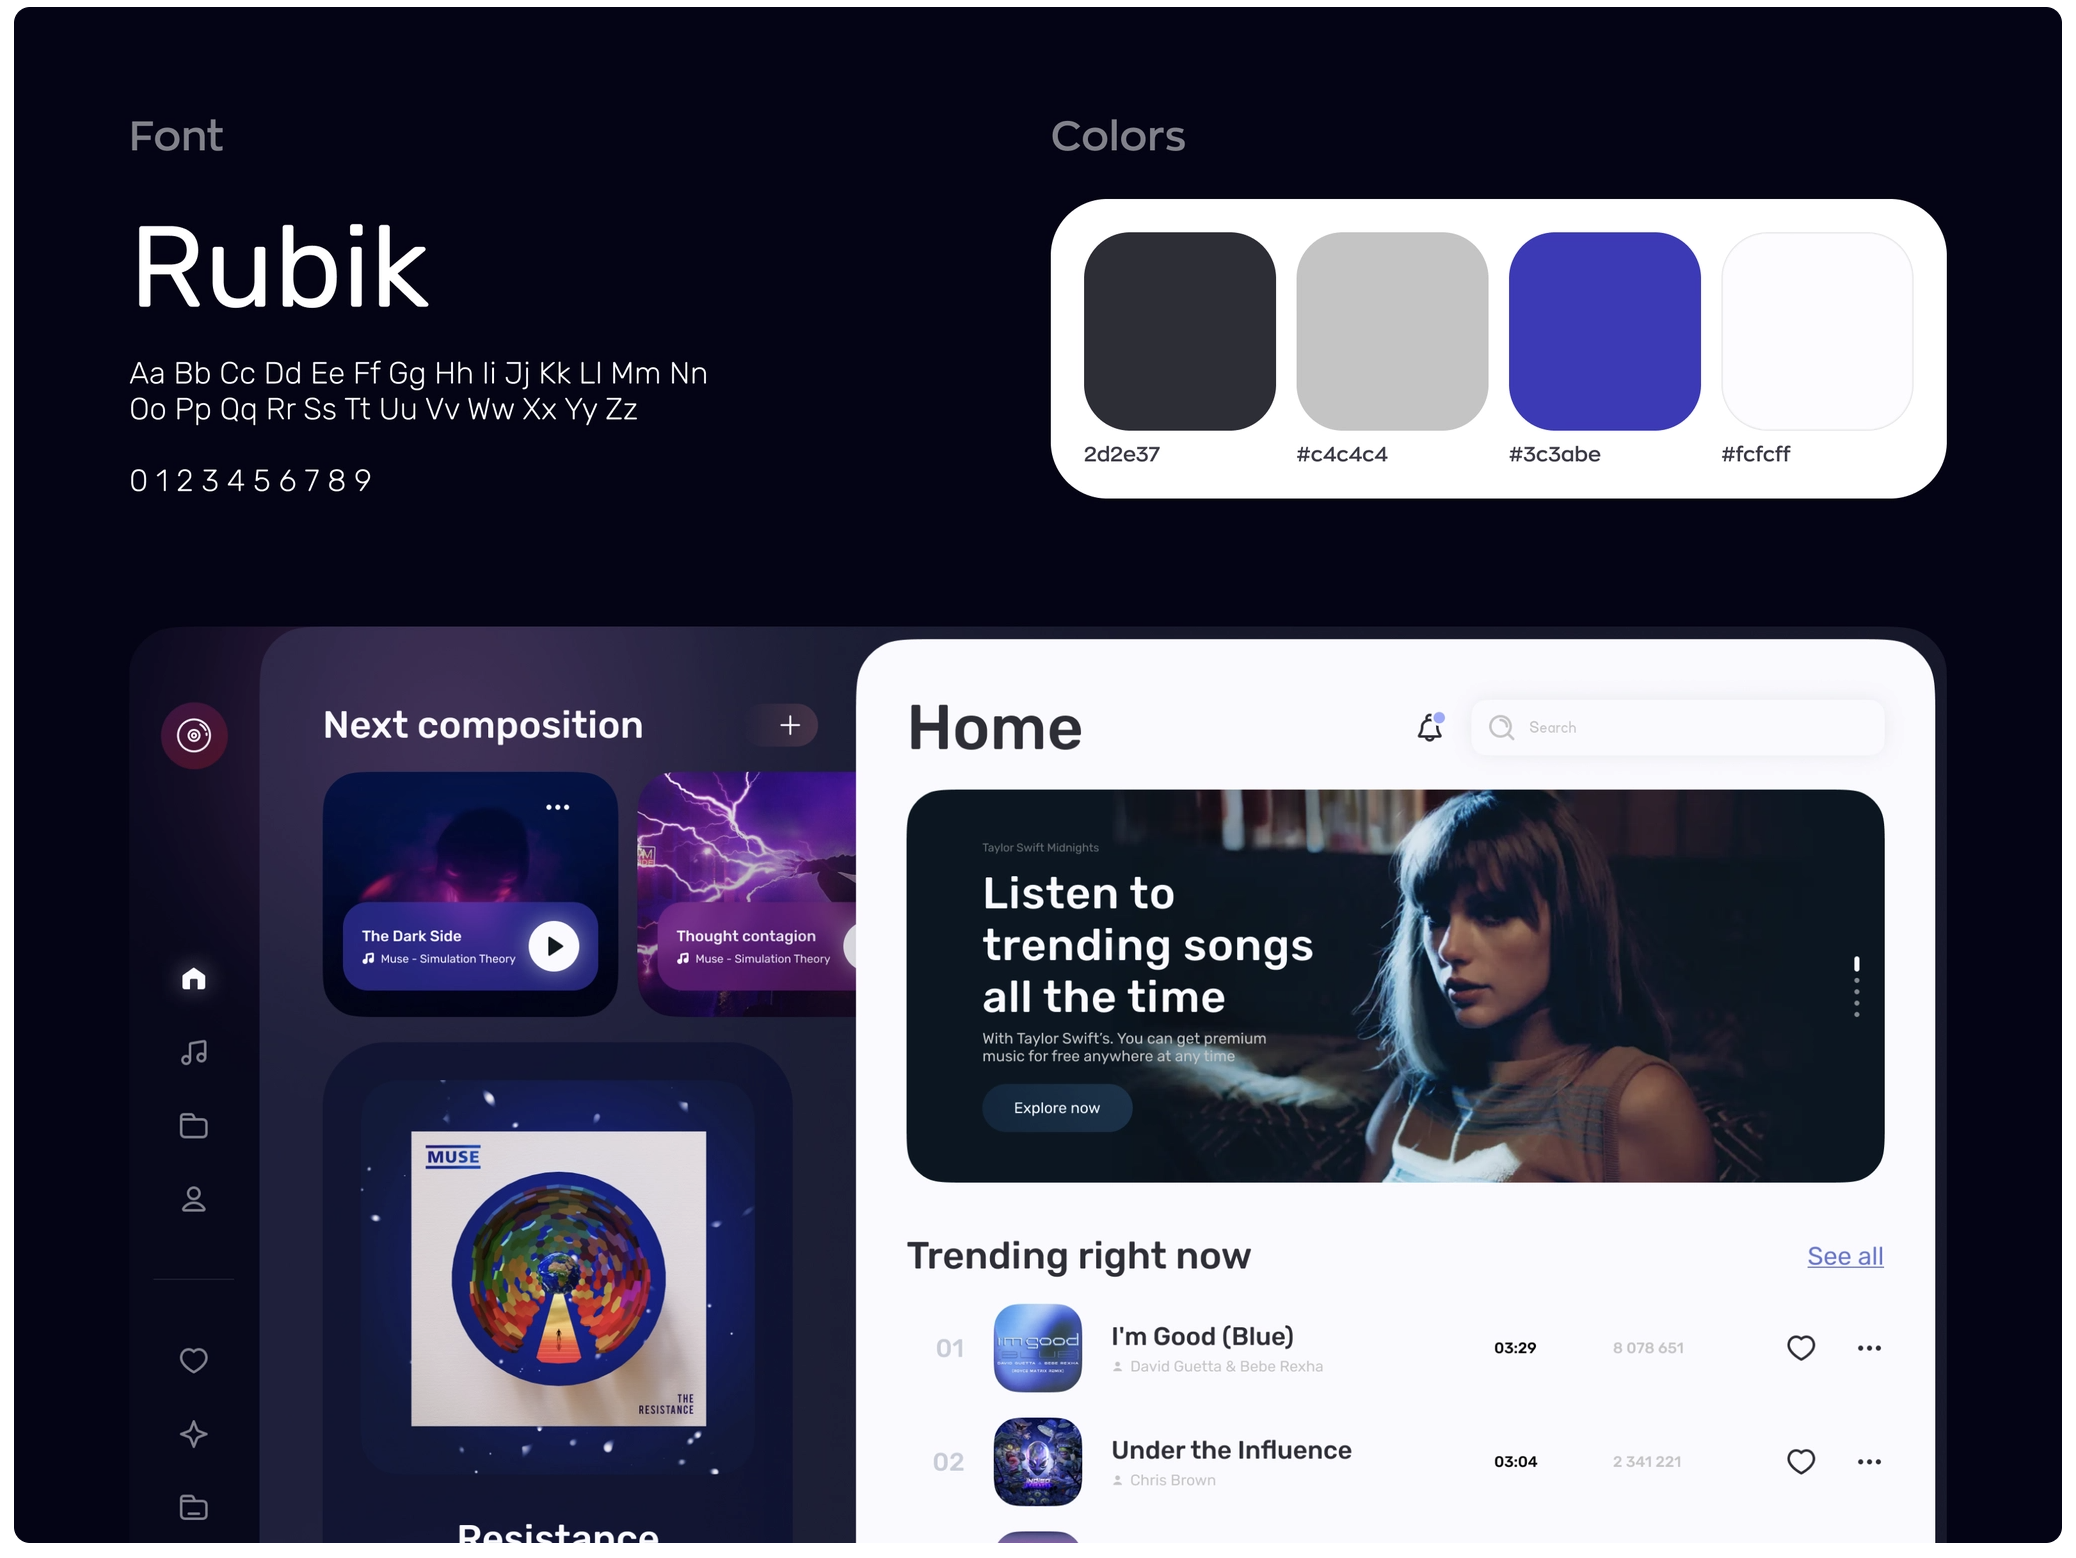 Font
Rubik
Aa Bb Cc Dd Ee Ff Gg Hh Ii Jj Kk Ll Mm Nn
Oo Pp Qq Rr Ss Tt Uu Vv Ww Xx Yy Zz
0 1 2 3 4 5 6 7 8 9
Colors
2d2e37
#c4c4c4
#3c3abe
#fcfcff
Next composition
The Dark Side
Muse - Simulation Theory
Thought contagion
Muse - Simulation Theory
MUSE
THE
RESISTANCE
Resistance
Home
Search
Taylor Swift Midnights
Listen to
trending songs
all the time
With Taylor Swift's. You can get premium
music for free anywhere at any time
Explore now
Trending right now
See all
01
i'm good
BLUE
DAVID GUETTA & BEBE REXHA
I'm Good (Blue)
David Guetta & Bebe Rexha
03:29
8 078 651
02
Under the Influence
Chris Brown
03:04
2 341 221